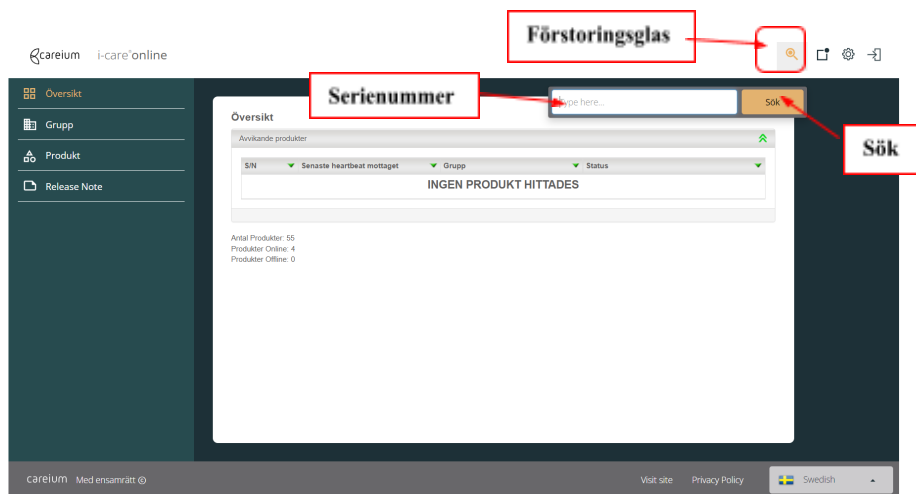 Förstoringsglas
careium i-care°online
Översikt
Grupp
Produkt
Release Note
Serienummer
Type here...
Sök
Sök
Översikt
Avvikande produkter
S/N Senaste heartbeat mottaget Grupp Status
INGEN PRODUKT HITTADES
Antal Produkter: 55
Produkter Online: 4
Produkter Offline: 0
careium Med ensamrätt ©
Visit site Privacy Policy Swedish